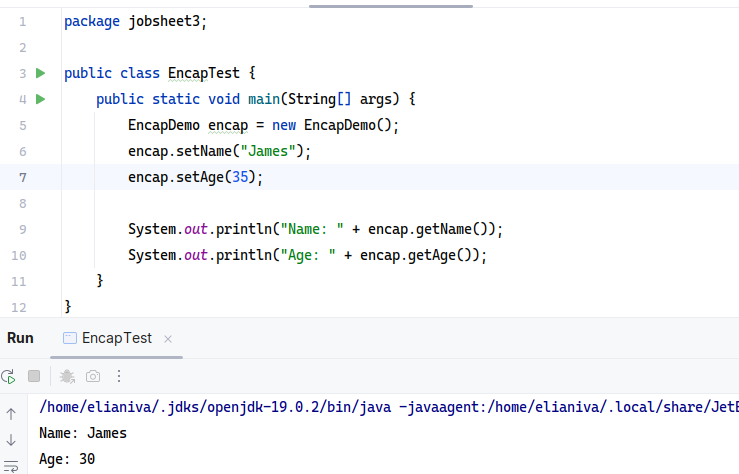 1 package jobsheet3;
2
3 public class EncapTest {
4 public static void main(String[] args) {
5 EncapDemo encap = new EncapDemo();
6 encap.setName("James");
7 encap.setAge(35);
8
9 System.out.println("Name: " + encap.getName());
10 System.out.println("Age: " + encap.getAge());
11 }
12 }
Run EncapTest ×
/home/elianiva/.jdks/openjdk-19.0.2/bin/java -javaagent:/home/elianiva/.local/share/JetB
Name: James
Age: 30